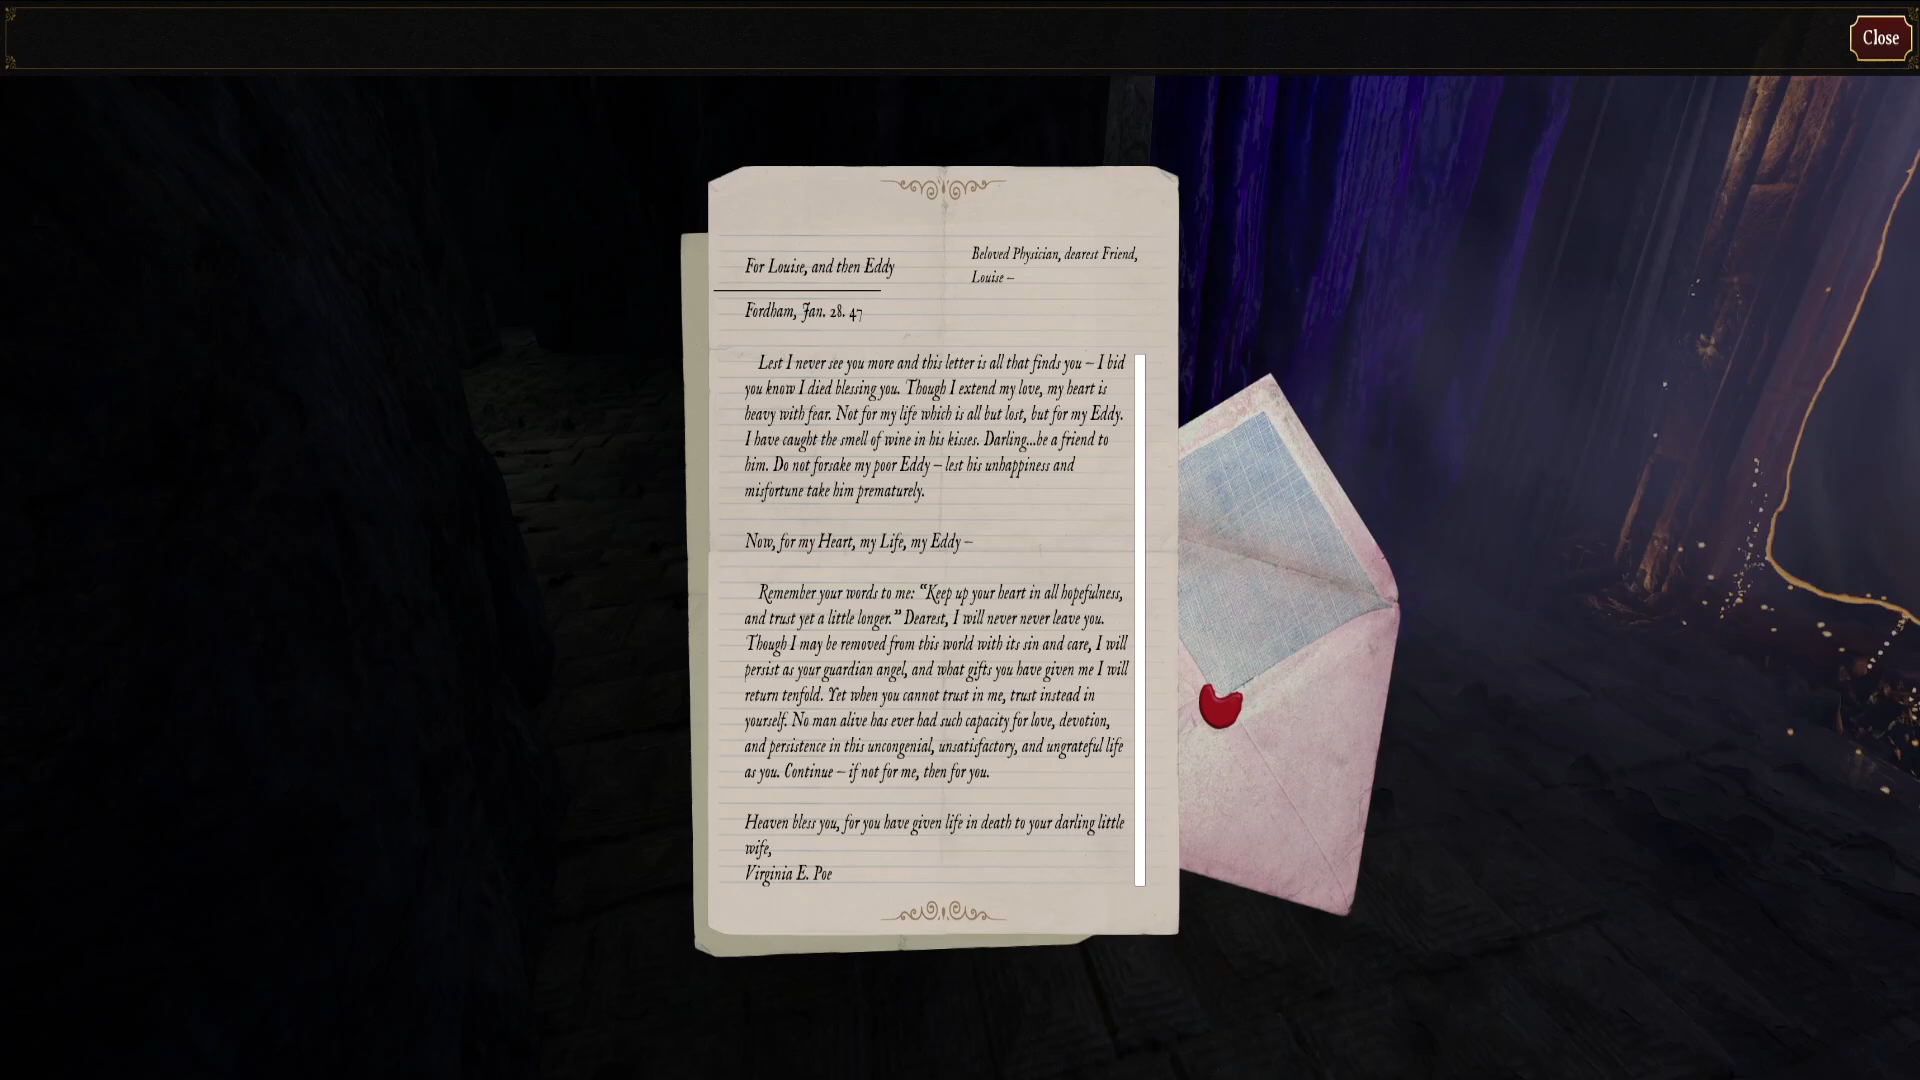 Close
For Louise, and then Eddy
Beloved Physician, dearest Friend,
Louise –
Fordham, Jan. 28. 47
Lest I never see you more and this letter is all that finds you – I bid
you know I died blessing you. Though I extend my love, my heart is
heavy with fear. Not for my life which is all but lost, but for my Eddy.
I have caught the smell of wine in his kisses. Darling...be a friend to
him. Do not forsake my poor Eddy – lest his unhappiness and
misfortune take him prematurely.
Now, for my Heart, my Life, my Eddy –
Remember your words to me: “Keep up your heart in all hopefulness,
and trust yet a little longer.” Dearest, I will never never leave you.
Though I may be removed from this world with its sin and care, I will
persist as your guardian angel, and what gifts you have given me I will
return tenfold. Yet when you cannot trust in me, trust instead in
yourself. No man alive has ever had such capacity for love, devotion,
and persistence in this uncongenial, unsatisfactory, and ungrateful life
as you. Continue – if not for me, then for you.
Heaven bless you, for you have given life in death to your darling little
wife,
Virginia E. Poe